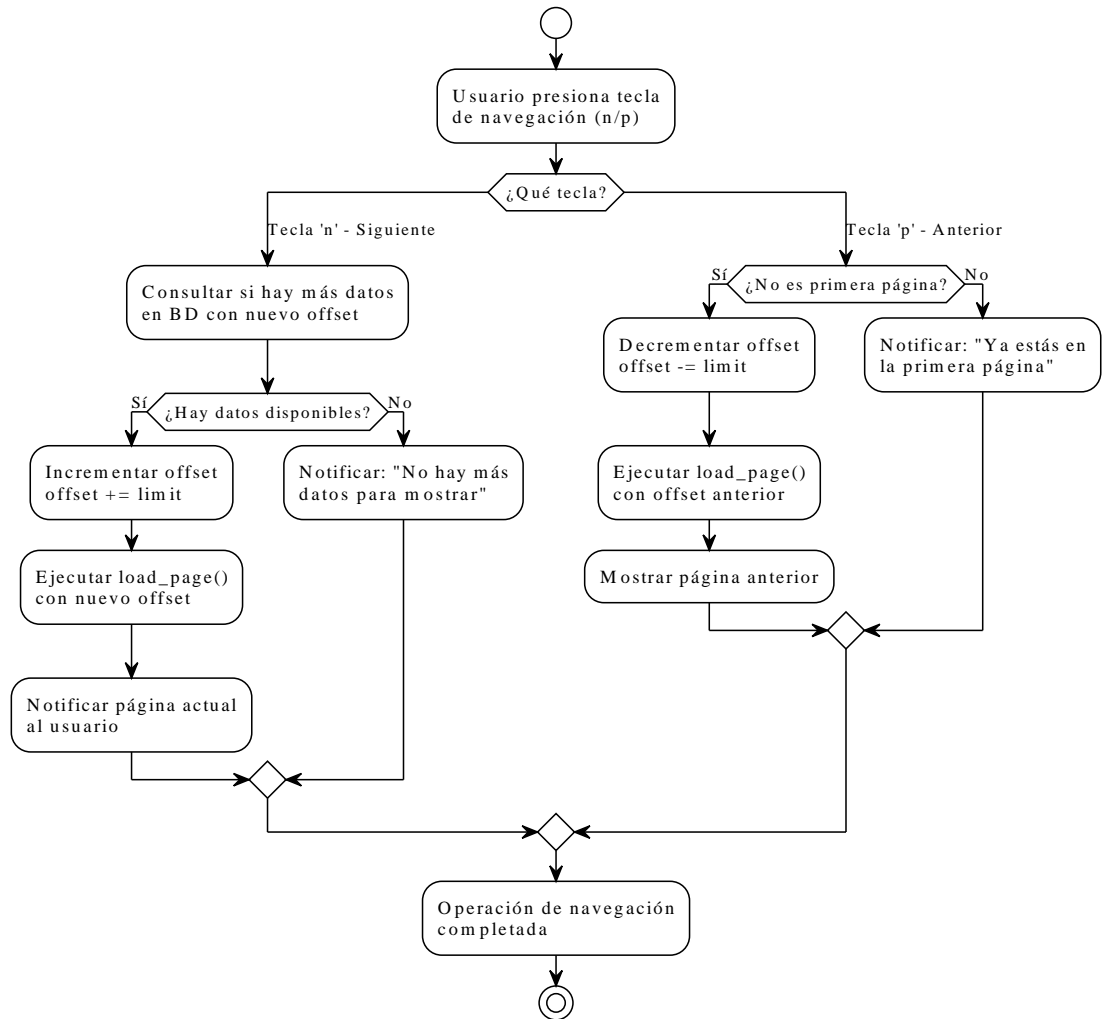 Usuario presiona tecla
de navegación (n/p)
¿Qué tecla?
Tecla 'n' - Siguiente
Consultar si hay más datos
en BD con nuevo offset
¿Hay datos disponibles?
Sí
No
Incrementar offset
offset += limit
Ejecutar load_page()
con nuevo offset
Notificar página actual
al usuario
Notificar: "No hay más
datos para mostrar"
Tecla 'p' - Anterior
¿No es primera página?
Sí
No
Decrementar offset
offset -= limit
Ejecutar load_page()
con offset anterior
Mostrar página anterior
Notificar: "Ya estás en
la primera página"
Operación de navegación
completada